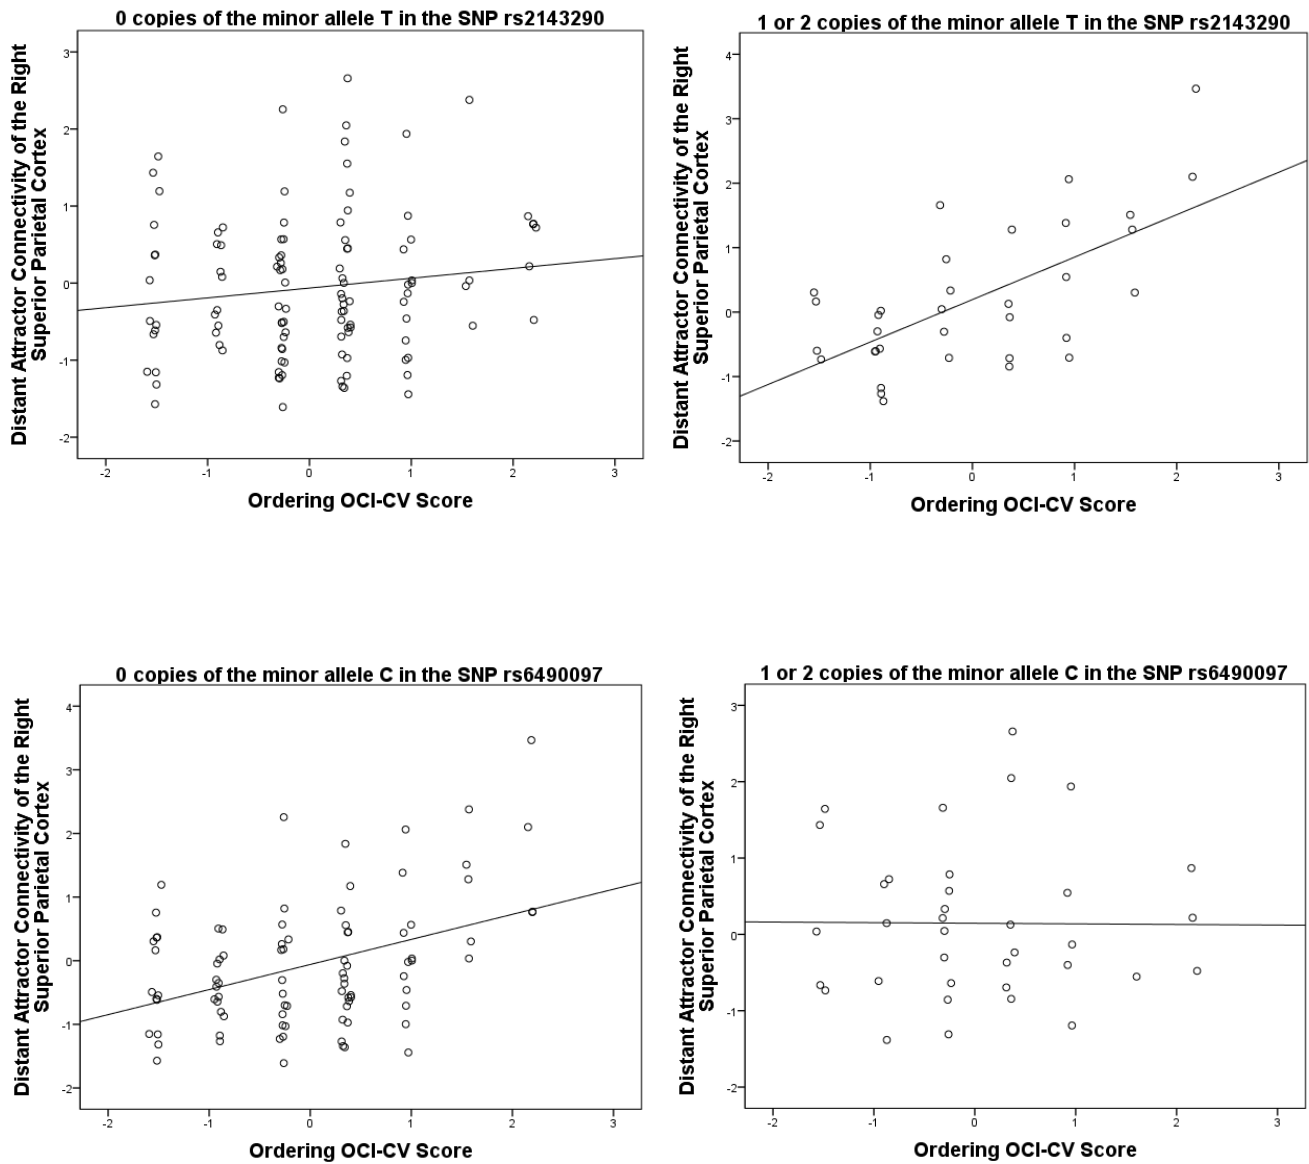 0 copies of the minor allele T in the SNP rs2143290
Distant Attractor Connectivity of the Right
Superior Parietal Cortex
3
2
1
0
-1
-2
-2 -1 0 1 2 3
Ordering OCI-CV Score
1 or 2 copies of the minor allele T in the SNP rs2143290
Distant Attractor Connectivity of the Right
Superior Parietal Cortex
4
3
2
1
0
-1
-2
-2 -1 0 1 2 3
Ordering OCI-CV Score
0 copies of the minor allele C in the SNP rs6490097
Distant Attractor Connectivity of the Right
Superior Parietal Cortex
4
3
2
1
0
-1
-2
-2 -1 0 1 2 3
Ordering OCI-CV Score
1 or 2 copies of the minor allele C in the SNP rs6490097
Distant Attractor Connectivity of the Right
Superior Parietal Cortex
3
2
1
0
-1
-2
-2 -1 0 1 2 3
Ordering OCI-CV Score